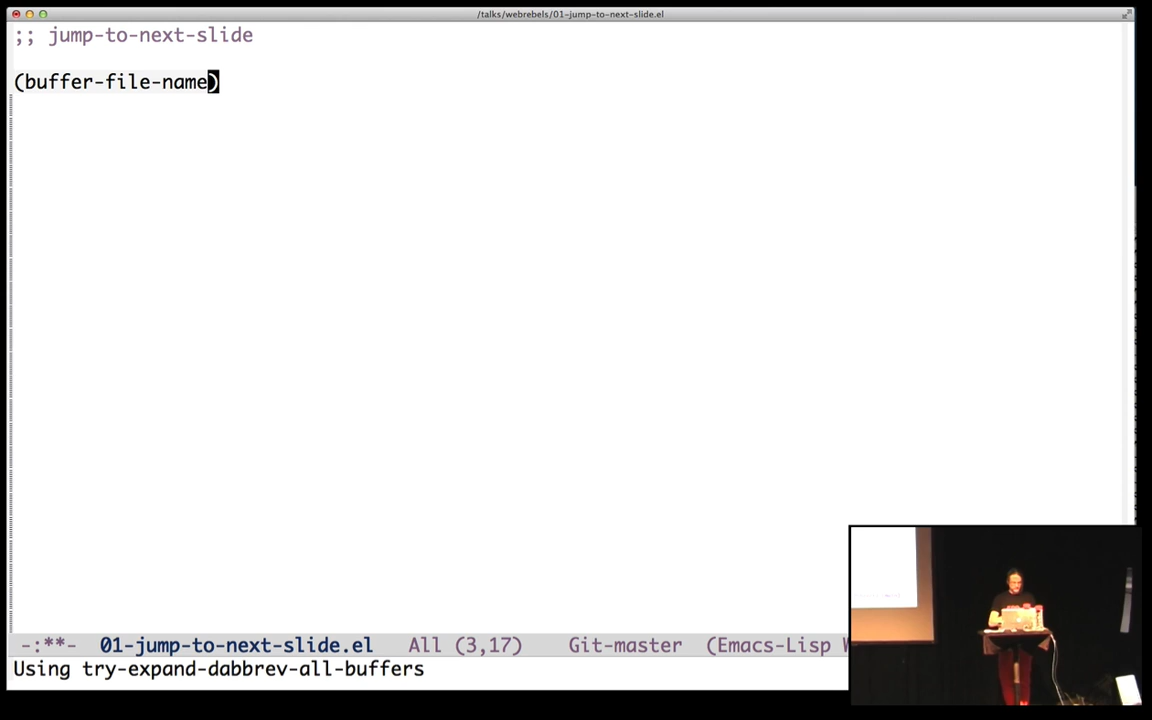 /talks/webrebels/01-jump-to-next-slide.el
;; jump-to-next-slide
(buffer-file-name)
-:**-  01-jump-to-next-slide.el   All (3,17)    Git-master  (Emacs-Lisp
Using try-expand-dabbrev-all-buffers